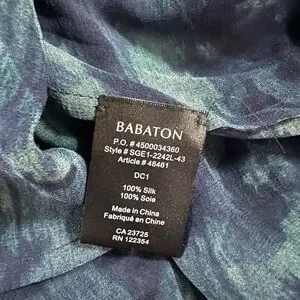 BABATON
P.O. # 4500034360
Style # SGE1-2242L-43
Article # 46461
DC1
100% Silk
100% Soie
Made in China
Fabriqué en Chine
CA 23725
RN 122354